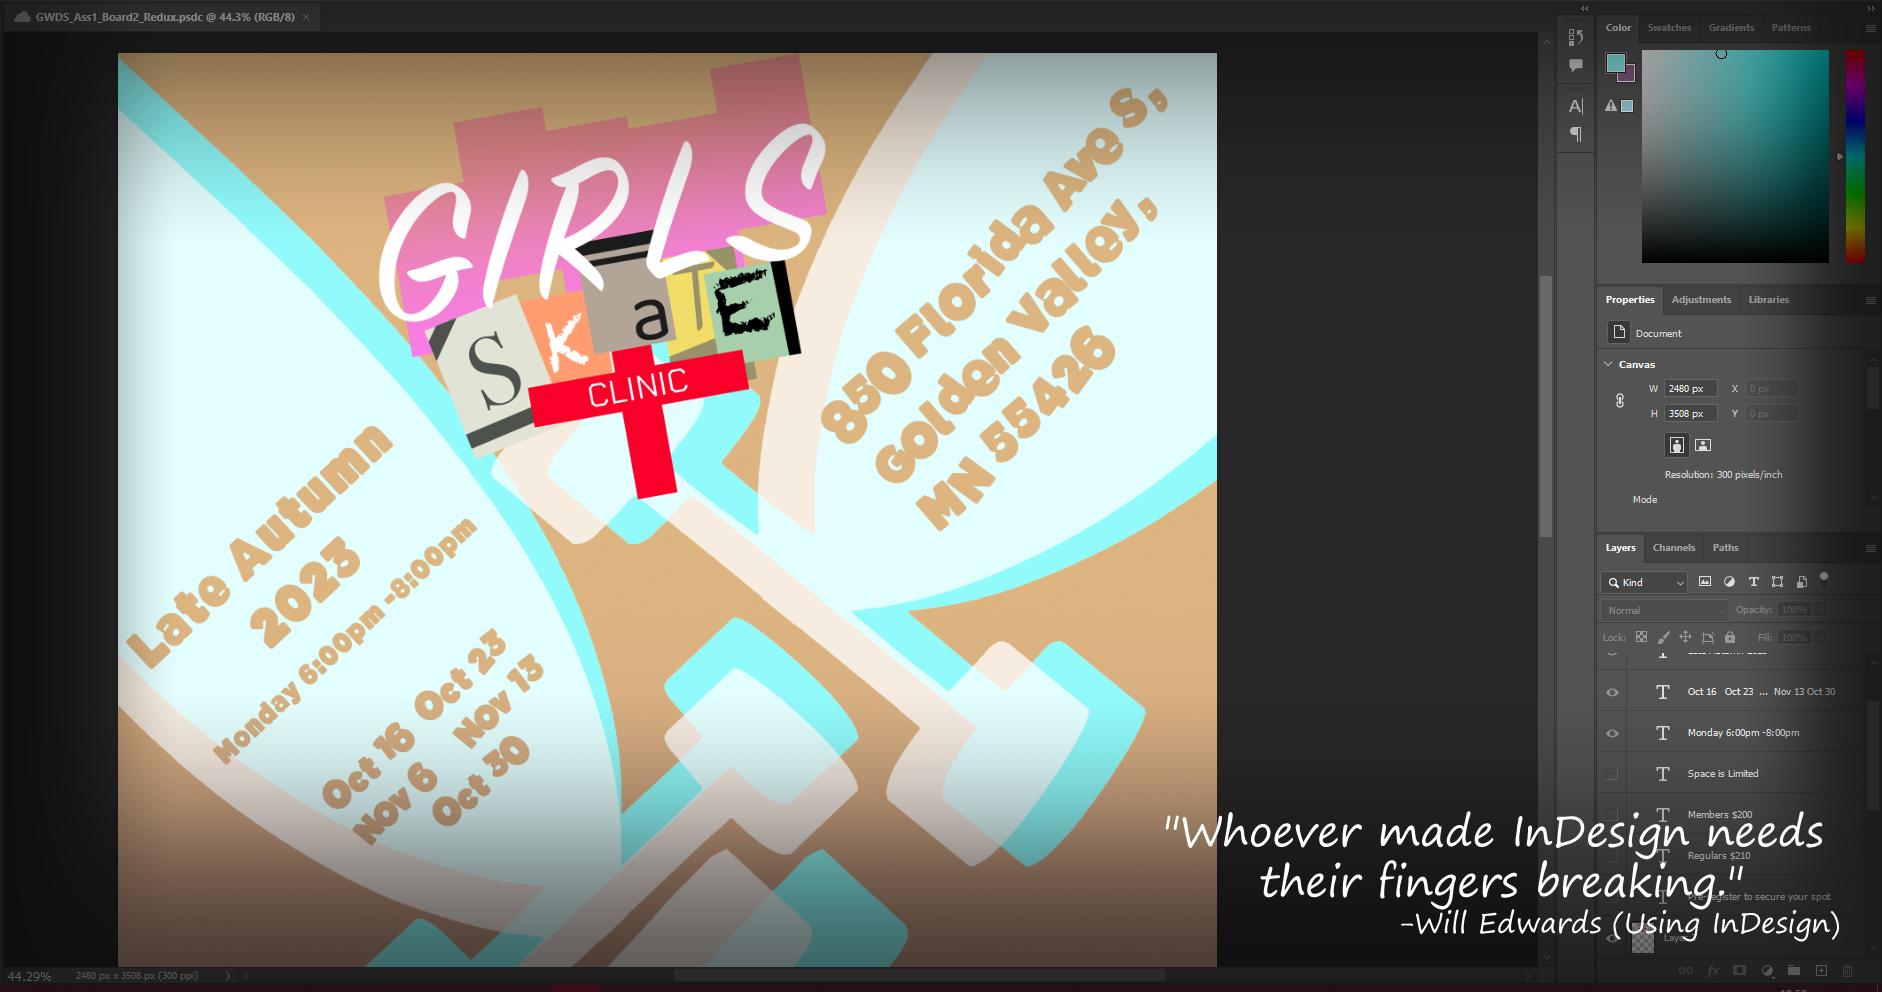 GWDS_Ass1_Board2_Redux.psdc @ 44.3% (RGB/8) ×
GIRLS
SKaTE
CLINIC
850 Florida Ave S,
Golden Valley,
MN 55426
Late Autumn
2023
Monday 6:00pm -8:00pm
Oct 16 Oct 23
Nov 6 Nov 13
Oct 30
Color Swatches Gradients Patterns
Properties Adjustments Libraries
Document
Canvas
W 2480 px X 0 px
H 3508 px Y 0 px
Resolution: 300 pixels/inch
Mode
Layers Channels Paths
Kind
Normal Opacity: 100%
Lock: Fill: 100%
Oct 16 Oct 23 ... Nov 13 Oct 30
Monday 6:00pm -8:00pm
Space is Limited
Members $200
Regulars $210
Pre-register to secure your spot
"Whoever made InDesign needs
their fingers breaking."
-Will Edwards (Using InDesign)
44.29% 2480 px x 3508 px (300 ppi)